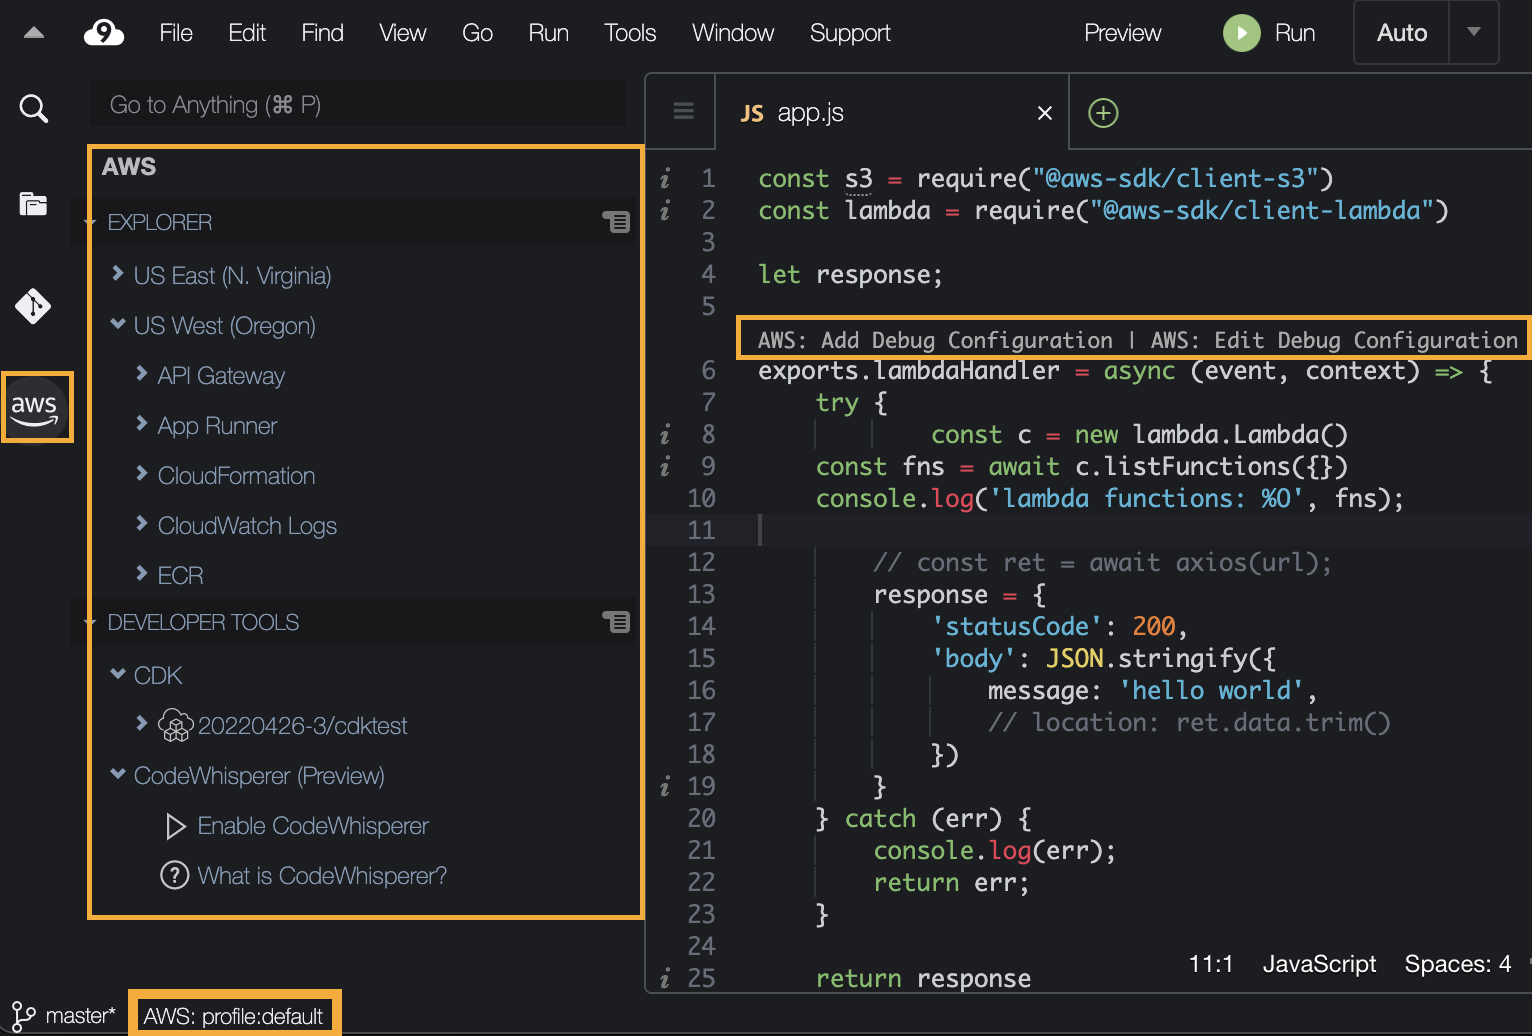 9 File Edit Find View Go Run Tools Window Support Preview Run Auto
Go to Anything (⌘ P)
JS app.js
AWS
EXPLORER
US East (N. Virginia)
US West (Oregon)
API Gateway
App Runner
CloudFormation
CloudWatch Logs
ECR
DEVELOPER TOOLS
CDK
20220426-3/cdktest
CodeWhisperer (Preview)
Enable CodeWhisperer
? What is CodeWhisperer?
aws
i 1 const s3 = require("@aws-sdk/client-s3")
i 2 const lambda = require("@aws-sdk/client-lambda")
3
4 let response;
5
AWS: Add Debug Configuration | AWS: Edit Debug Configuration
6 exports.lambdaHandler = async (event, context) => {
7 try {
i 8 const c = new lambda.Lambda()
i 9 const fns = await c.listFunctions({})
10 console.log('lambda functions: %O', fns);
11
12 // const ret = await axios(url);
13 response = {
14 'statusCode': 200,
15 'body': JSON.stringify({
16 message: 'hello world',
17 // location: ret.data.trim()
18 })
i 19 }
20 } catch (err) {
21 console.log(err);
22 return err;
23 }
24
i 25 return response
11:1 JavaScript Spaces: 4
master* AWS: profile:default